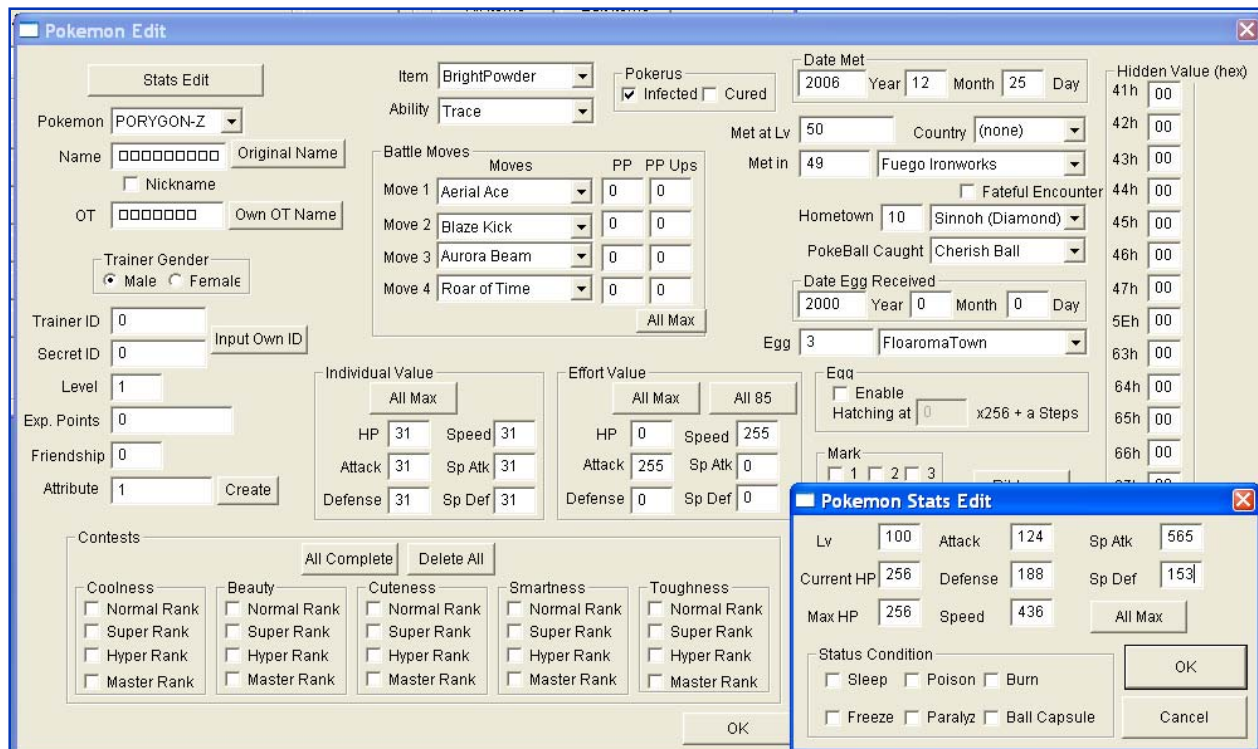 Pokemon Edit
Stats Edit
Pokemon PORYGON-Z
Name □□□□□□□□□ Original Name
Nickname
OT □□□□□□□ Own OT Name
Trainer Gender
Male Female
Trainer ID 0
Secret ID 0
Input Own ID
Level 1
Exp. Points 0
Friendship 0
Attribute 1 Create
Item BrightPowder
Ability Trace
Pokerus
Infected Cured
Battle Moves
Moves PP PP Ups
Move 1 Aerial Ace 0 0
Move 2 Blaze Kick 0 0
Move 3 Aurora Beam 0 0
Move 4 Roar of Time 0 0
All Max
Individual Value
All Max
HP 31 Speed 31
Attack 31 Sp Atk 31
Defense 31 Sp Def 31
Effort Value
All Max All 85
HP 0 Speed 255
Attack 255 Sp Atk 0
Defense 0 Sp Def 0
Date Met
2006 Year 12 Month 25 Day
Met at Lv 50 Country (none)
Met in 49 Fuego Ironworks
Fateful Encounter
Hometown 10 Sinnoh (Diamond)
PokeBall Caught Cherish Ball
Date Egg Received
2000 Year 0 Month 0 Day
Egg 3 FloaromaTown
Egg
Enable
Hatching at 0 x256 + a Steps
Mark
1 2 3
Hidden Value (hex)
41h 00
42h 00
43h 00
44h 00
45h 00
46h 00
47h 00
5Eh 00
63h 00
64h 00
65h 00
66h 00
Contests
All Complete Delete All
Coolness Beauty Cuteness Smartness Toughness
Normal Rank Normal Rank Normal Rank Normal Rank Normal Rank
Super Rank Super Rank Super Rank Super Rank Super Rank
Hyper Rank Hyper Rank Hyper Rank Hyper Rank Hyper Rank
Master Rank Master Rank Master Rank Master Rank Master Rank
OK
Pokemon Stats Edit
Lv 100 Attack 124 Sp Atk 565
Current HP 256 Defense 188 Sp Def 153
Max HP 256 Speed 436 All Max
Status Condition
Sleep Poison Burn
Freeze Paralyz Ball Capsule
OK
Cancel